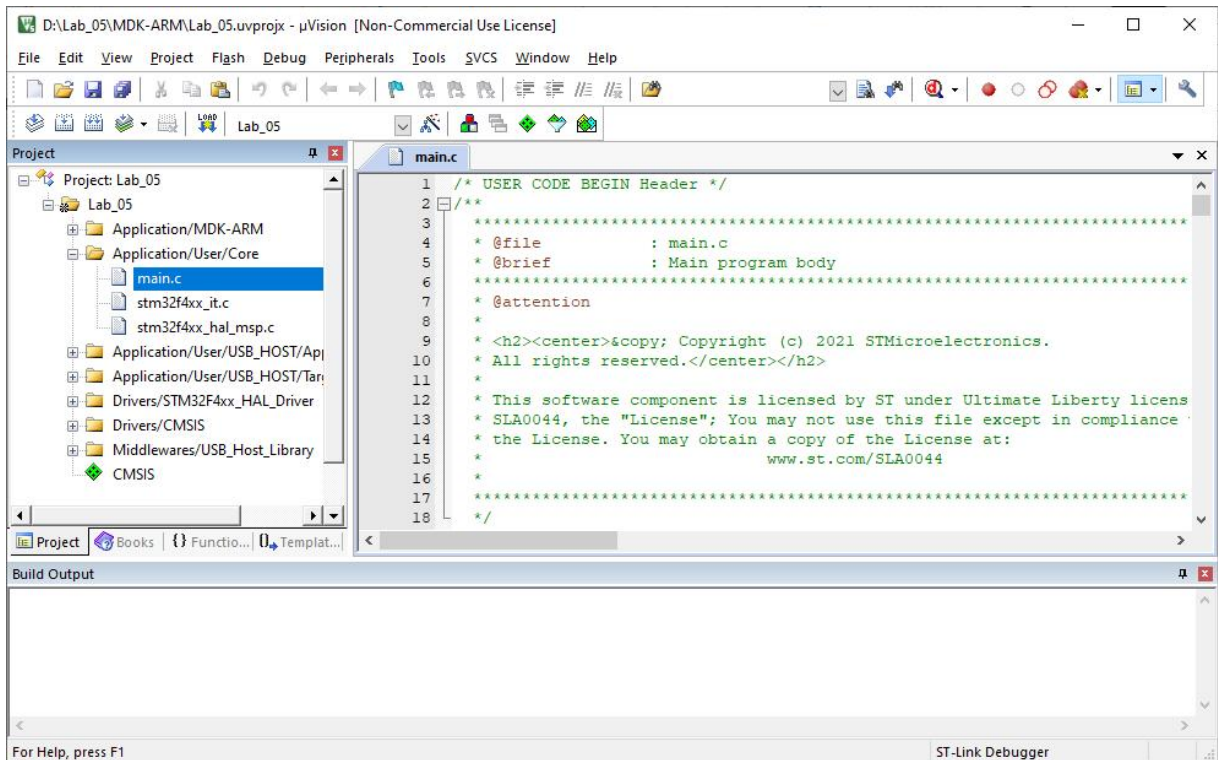 D:\Lab_05\MDK-ARM\Lab_05.uvprojx - µVision [Non-Commercial Use License]
File Edit View Project Flash Debug Peripherals Tools SVCS Window Help
LOAD Lab_05
Project
main.c
Project: Lab_05
Lab_05
Application/MDK-ARM
Application/User/Core
main.c
stm32f4xx_it.c
stm32f4xx_hal_msp.c
Application/User/USB_HOST/App
Application/User/USB_HOST/Targ
Drivers/STM32F4xx_HAL_Driver
Drivers/CMSIS
Middlewares/USB_Host_Library
CMSIS
Project Books {} Functio... Templat...
1 /* USER CODE BEGIN Header */
2 /**
3 ******************************************************************************
4 * @file : main.c
5 * @brief : Main program body
6 ******************************************************************************
7 * @attention
8 *
9 * <h2><center>&copy; Copyright (c) 2021 STMicroelectronics.
10 * All rights reserved.</center></h2>
11 *
12 * This software component is licensed by ST under Ultimate Liberty licens
13 * SLA0044, the "License"; You may not use this file except in compliance
14 * the License. You may obtain a copy of the License at:
15 * www.st.com/SLA0044
16 *
17 ******************************************************************************
18 */
Build Output
For Help, press F1
ST-Link Debugger